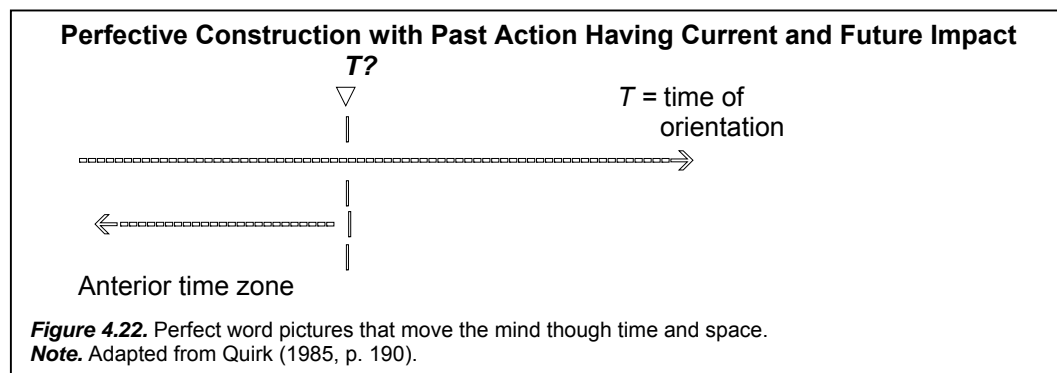 Perfective Construction with Past Action Having Current and Future Impact
T?
T = time of
orientation
Anterior time zone
Figure 4.22. Perfect word pictures that move the mind though time and space.
Note. Adapted from Quirk (1985, p. 190).